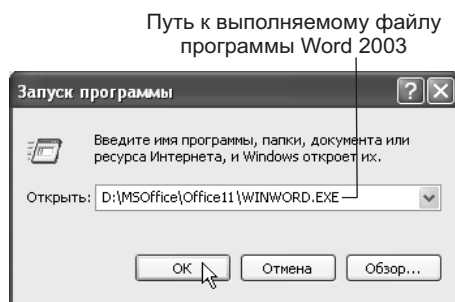 Путь к выполняемому файлу
программы Word 2003
Запуск программы
Введите имя программы, папки, документа или
ресурса Интернета, и Windows откроет их.
Открыть: D:\MSOffice\Office11\WINWORD.EXE
ОК Отмена Обзор...